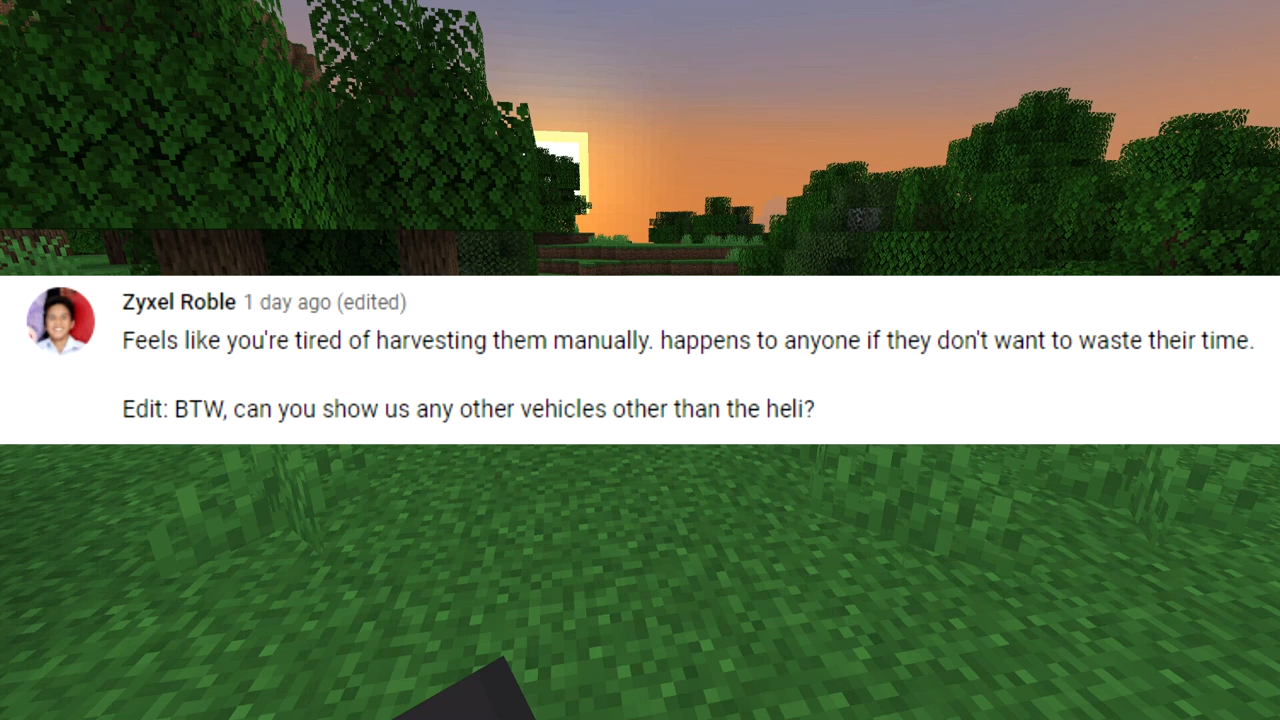 Zyxel Roble 1 day ago (edited)
Feels like you're tired of harvesting them manually. happens to anyone if they don't want to waste their time.
Edit: BTW, can you show us any other vehicles other than the heli?